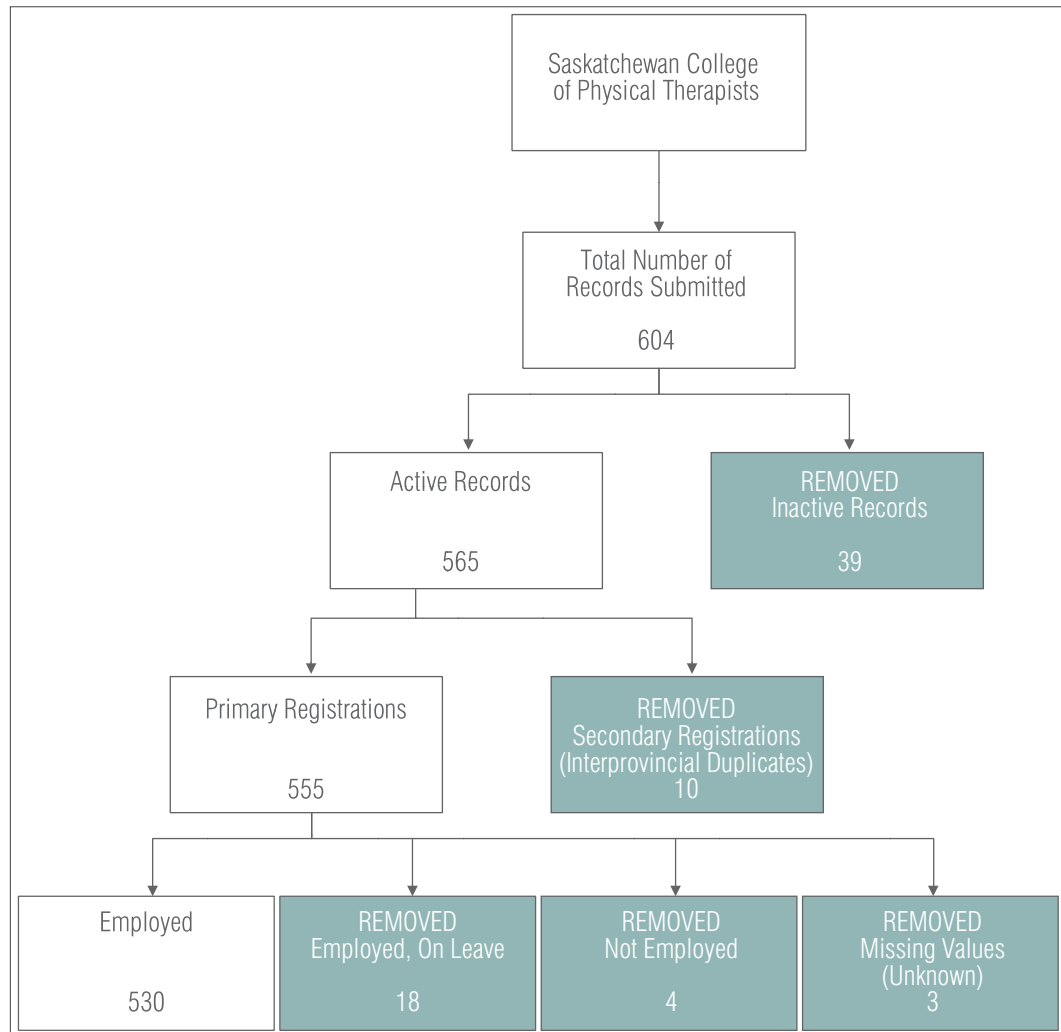 Saskatchewan College
of Physical Therapists
Total Number of
Records Submitted
604
Active Records
565
REMOVED
Inactive Records
39
Primary Registrations
555
REMOVED
Secondary Registrations
(Interprovincial Duplicates)
10
Employed
530
REMOVED
Employed, On Leave
18
REMOVED
Not Employed
4
REMOVED
Missing Values
(Unknown)
3